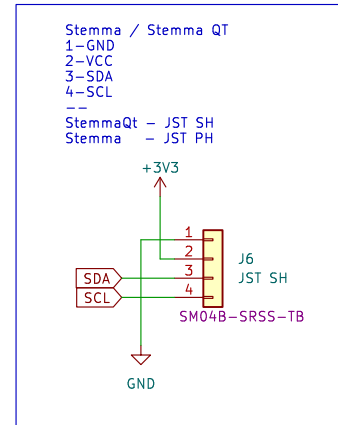 Stemma / Stemma QT
1-GND
2-VCC
3-SDA
4-SCL
--
StemmaQt - JST SH
Stemma   - JST PH
+3V3
1
2
3
4
J6
JST SH
SDA
SCL
SM04B-SRSS-TB
GND